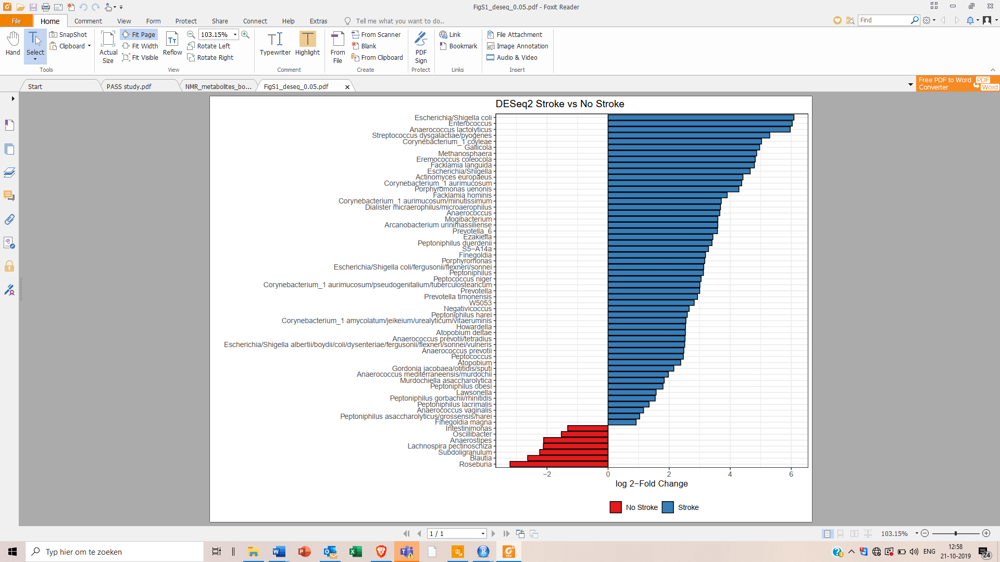 FigS1_deseq_0.05.pdf - Foxit Reader
File Home Comment View Form Protect Share Connect Help Extras Tell me what you want to do.. Find
Hand
Select
SnapShot
Clipboard
Tools
Actual Size
Fit Page
Fit Width
Fit Visible
Reflow
103.15%
Rotate Left
Rotate Right
View
Typewriter
Highlight
Comment
From File
From Scanner
Blank
From Clipboard
Create
PDF Sign
Protect
Link
Bookmark
Links
File Attachment
Image Annotation
Audio & Video
Insert
Start
PASS study.pdf
NMR_metabolites_bo...
FigS1_deseq_0.05.pdf
Free PDF to Word Converter
PDF
Word
DESeq2 Stroke vs No Stroke
Escherichia/Shigella coli
Enterococcus
Anaerococcus lactolyticus
Streptococcus dysgalactiae/pyogenes
Corynebacterium_1 coyleae
Gallicola
Methanosphaera
Eremococcus coleocola
Facklamia languida
Escherichia/Shigella
Actinomyces europaeus
Corynebacterium_1 aurimucosum
Porphyromonas uenonis
Facklamia hominis
Corynebacterium_1 aurimucosum/minutissimum
Dialister micraerophilus/microaerophilus
Anaerococcus
Mogibacterium
Arcanobacterium urinimassiliense
Prevotella_6
Ezakiella
Peptoniphilus duerdenii
S5−A14a
Finegoldia
Porphyromonas
Escherichia/Shigella coli/fergusonii/flexneri/sonnei
Peptoniphilus
Peptococcus niger
Corynebacterium_1 aurimucosum/pseudogenitalium/tuberculostearicum
Prevotella
Prevotella timonensis
W5053
Negativicoccus
Peptoniphilus harei
Corynebacterium_1 amycolatum/jeikeium/urealyticum/vitaeruminis
Howardella
Atopobium deltae
Anaerococcus prevotii/tetradius
Escherichia/Shigella albertii/boydii/coli/dysenteriae/fergusonii/flexneri/sonnei/vulneris
Anaerococcus prevotii
Peptococcus
Atopobium
Gordonia jacobaea/otitidis/sputi
Anaerococcus mediterraneensis/murdochii
Murdochiella asaccharolytica
Peptoniphilus obesi
Lawsonella
Peptoniphilus gorbachii/rhinitidis
Peptoniphilus lacrimalis
Anaerococcus vaginalis
Peptoniphilus asaccharolyticus/grossensis/harei
Finegoldia magna
Intestinimonas
Oscillibacter
Anaerostipes
Lachnospira pectinoschiza
Subdoligranulum
Blautia
Roseburia
−2 0 2 4 6
log 2−Fold Change
No Stroke Stroke
1 / 1
103.15%
Typ hier om te zoeken
ENG
12:58
21-10-2019
24